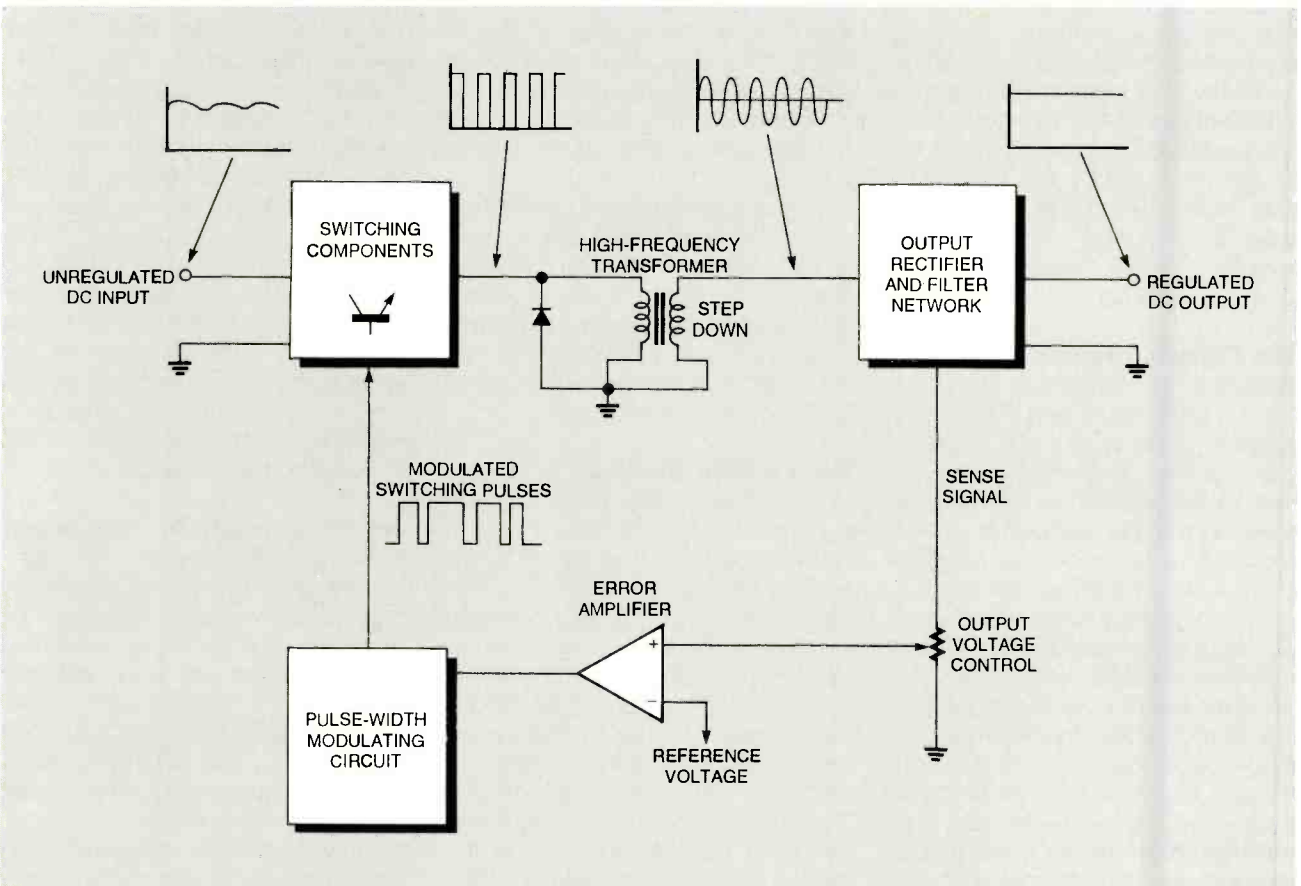 UNREGULATED
DC INPUT
SWITCHING
COMPONENTS
HIGH-FREQUENCY
TRANSFORMER
STEP
DOWN
OUTPUT
RECTIFIER
AND FILTER
NETWORK
REGULATED
DC OUTPUT
MODULATED
SWITCHING PULSES
SENSE
SIGNAL
ERROR
AMPLIFIER
+
−
OUTPUT
VOLTAGE
CONTROL
PULSE-WIDTH
MODULATING
CIRCUIT
REFERENCE
VOLTAGE